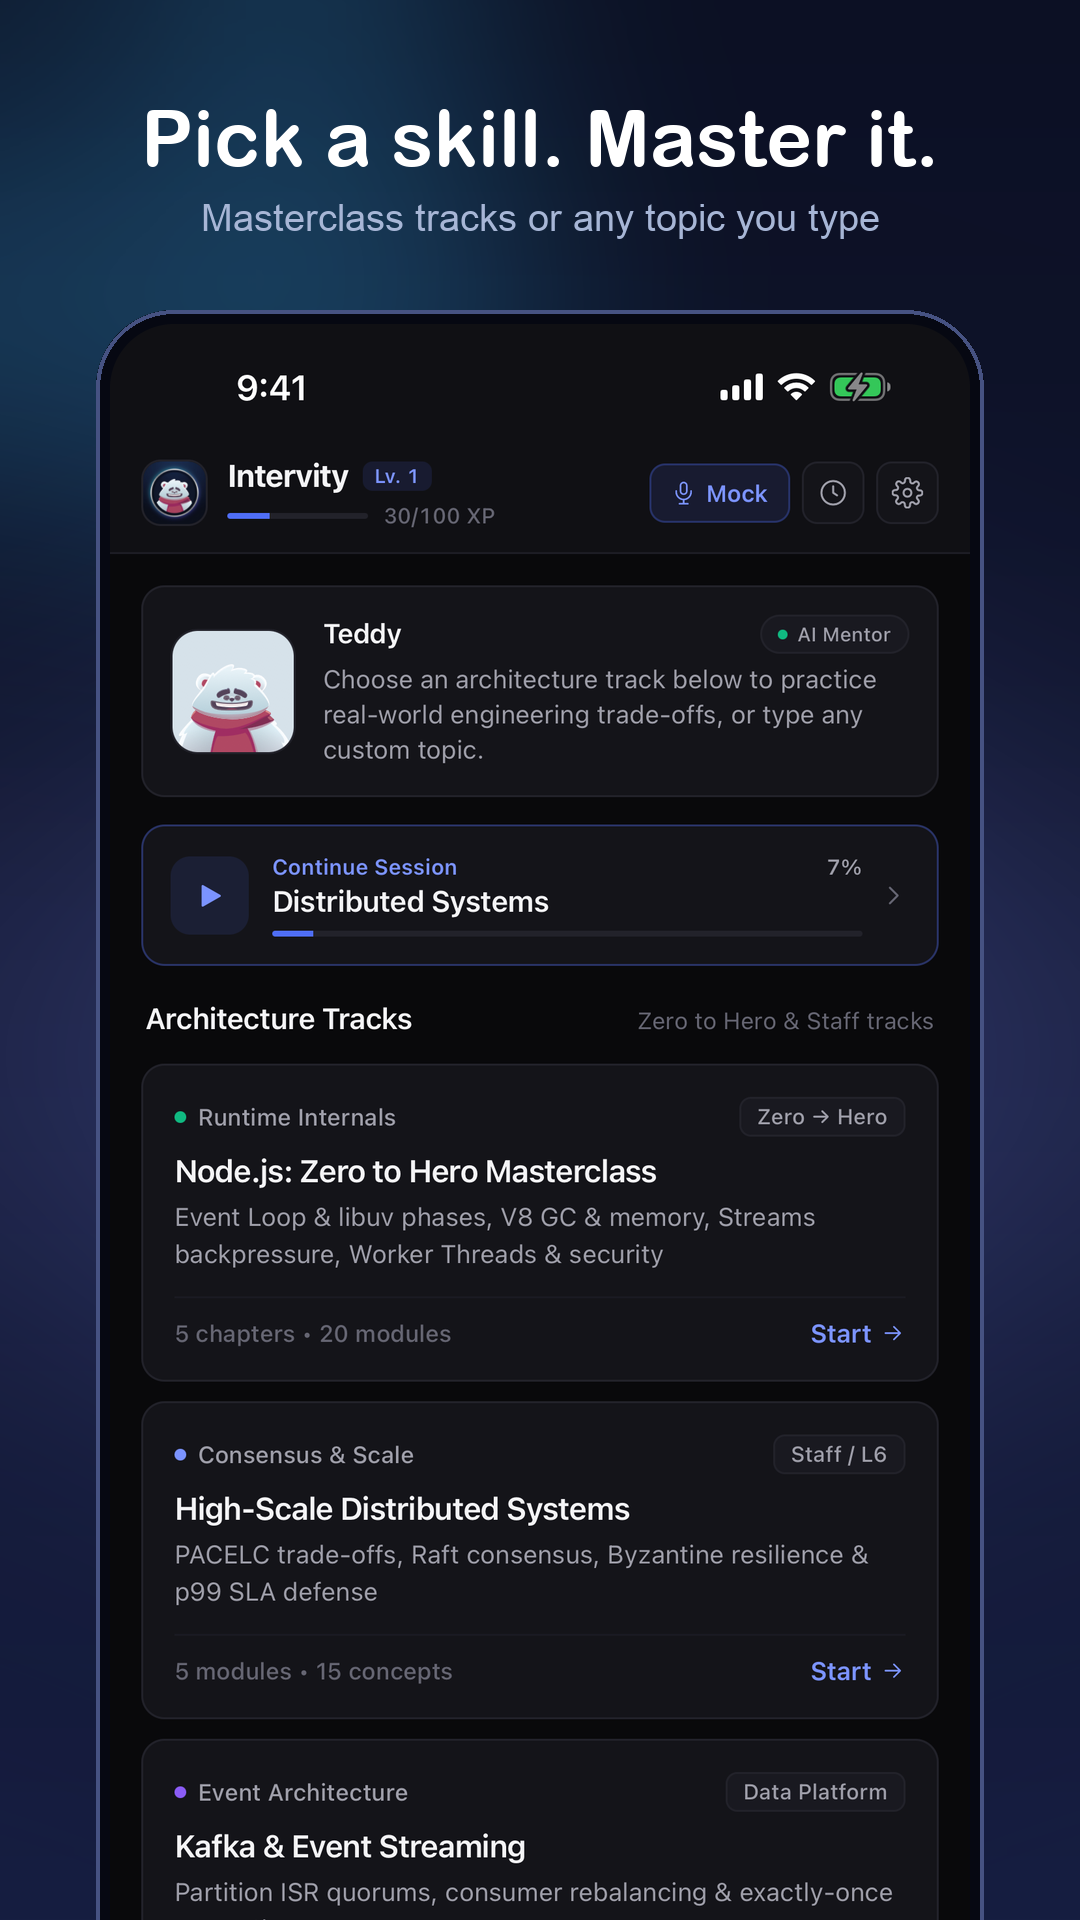 Pick a skill. Master it.
Masterclass tracks or any topic you type
9:41
Intervity Lv. 1
30/100 XP
Mock
Teddy
AI Mentor
Choose an architecture track below to practice
real-world engineering trade-offs, or type any
custom topic.
Continue Session 7%
Distributed Systems
Architecture Tracks Zero to Hero & Staff tracks
Runtime Internals Zero → Hero
Node.js: Zero to Hero Masterclass
Event Loop & libuv phases, V8 GC & memory, Streams
backpressure, Worker Threads & security
5 chapters • 20 modules Start →
Consensus & Scale Staff / L6
High-Scale Distributed Systems
PACELC trade-offs, Raft consensus, Byzantine resilience &
p99 SLA defense
5 modules • 15 concepts Start →
Event Architecture Data Platform
Kafka & Event Streaming
Partition ISR quorums, consumer rebalancing & exactly-once